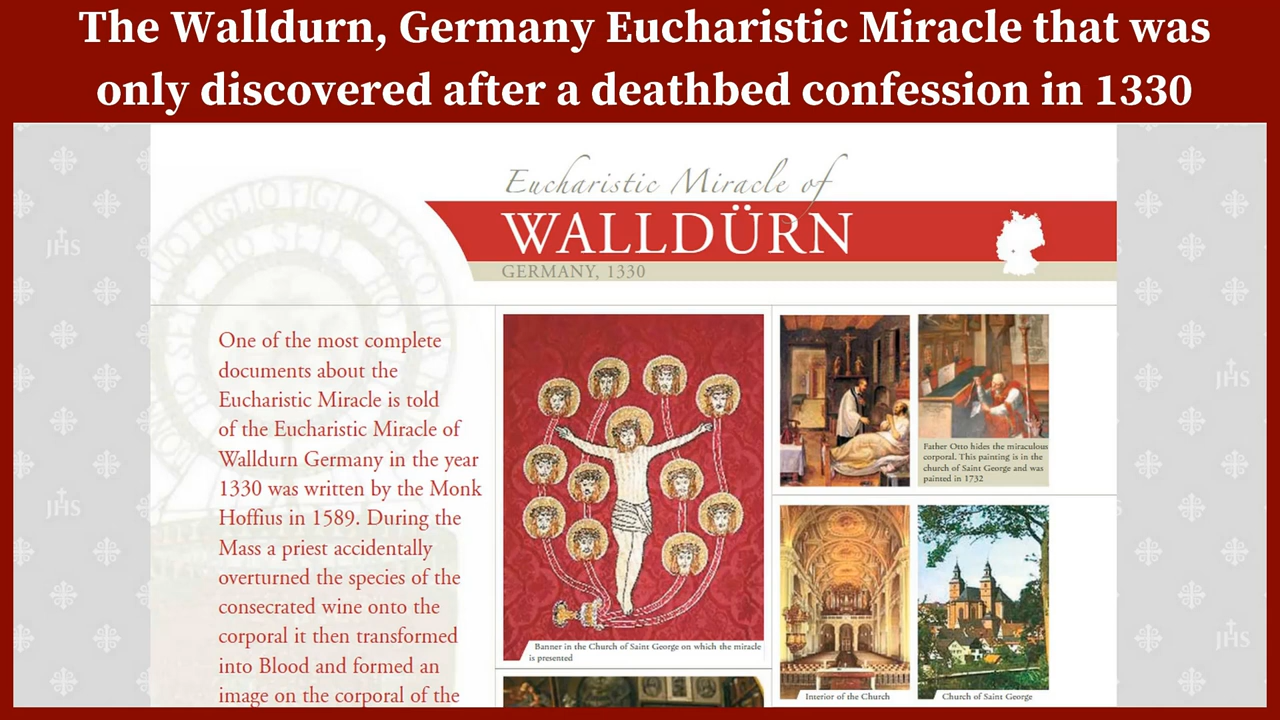 The Walldurn, Germany Eucharistic Miracle that was
only discovered after a deathbed confession in 1330
Eucharistic Miracle of
WALLDÜRN
GERMANY, 1330
JHS
JHS
JHS
JHS
One of the most complete
documents about the
Eucharistic Miracle is told
of the Eucharistic Miracle of
Walldurn Germany in the year
1330 was written by the Monk
Hoffius in 1589. During the
Mass a priest accidentally
overturned the species of the
consecrated wine onto the
corporal it then transformed
into Blood and formed an
image on the corporal of the
Banner in the Church of Saint George on which the miracle
is presented
Father Otto hides the miraculous
corporal. This painting is in the
church of Saint George and was
painted in 1732
Interior of the Church
Church of Saint George